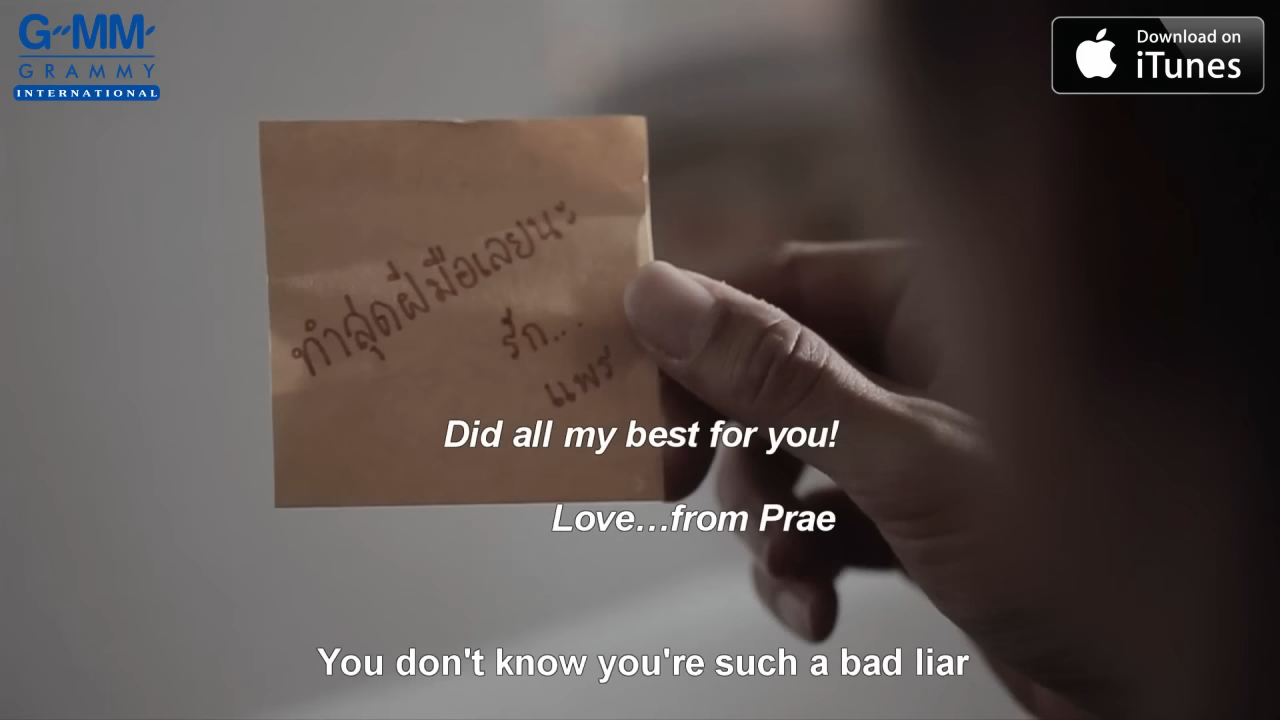 G-MM-
GRAMMY
INTERNATIONAL
Download on
iTunes
ทำสุดฝีมือเลยนะ
รัก...
แพร
Did all my best for you!
Love...from Prae
You don't know you're such a bad liar